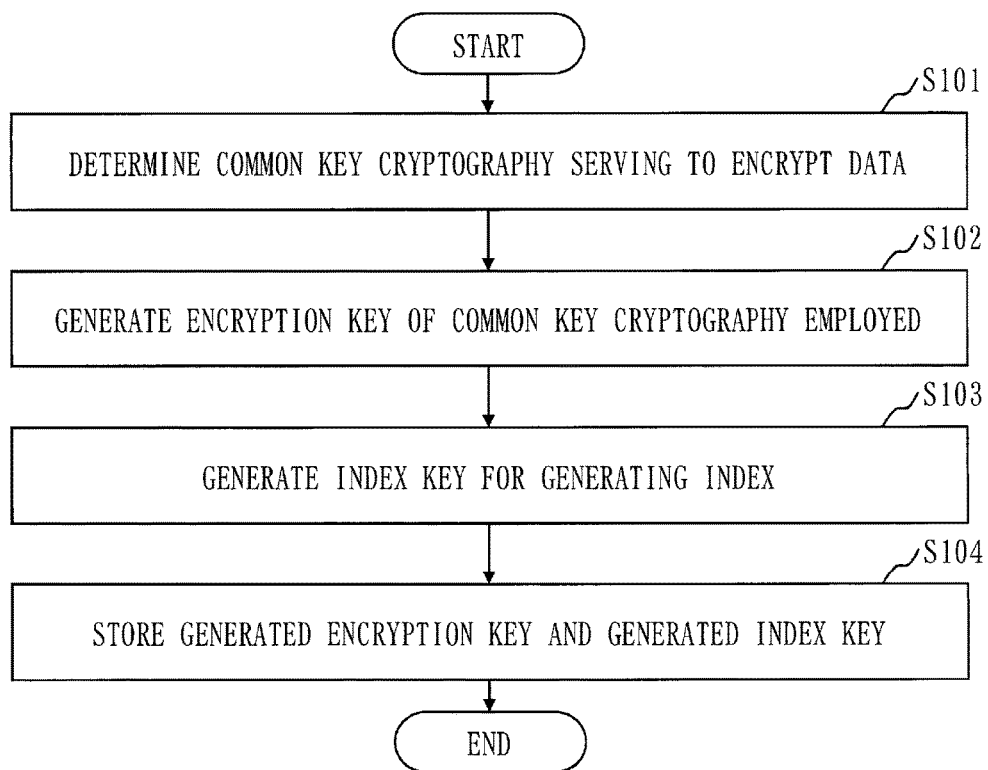 START
S101
DETERMINE COMMON KEY CRYPTOGRAPHY SERVING TO ENCRYPT DATA
S102
GENERATE ENCRYPTION KEY OF COMMON KEY CRYPTOGRAPHY EMPLOYED
S103
GENERATE INDEX KEY FOR GENERATING INDEX
S104
STORE GENERATED ENCRYPTION KEY AND GENERATED INDEX KEY
END